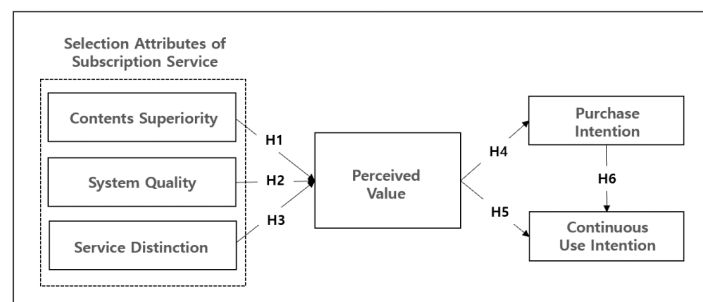 Selection Attributes of
Subscription Service
Contents Superiority
H1
System Quality
H2
Service Distinction
H3
Perceived
Value
H4
H5
Purchase
Intention
H6
Continuous
Use Intention